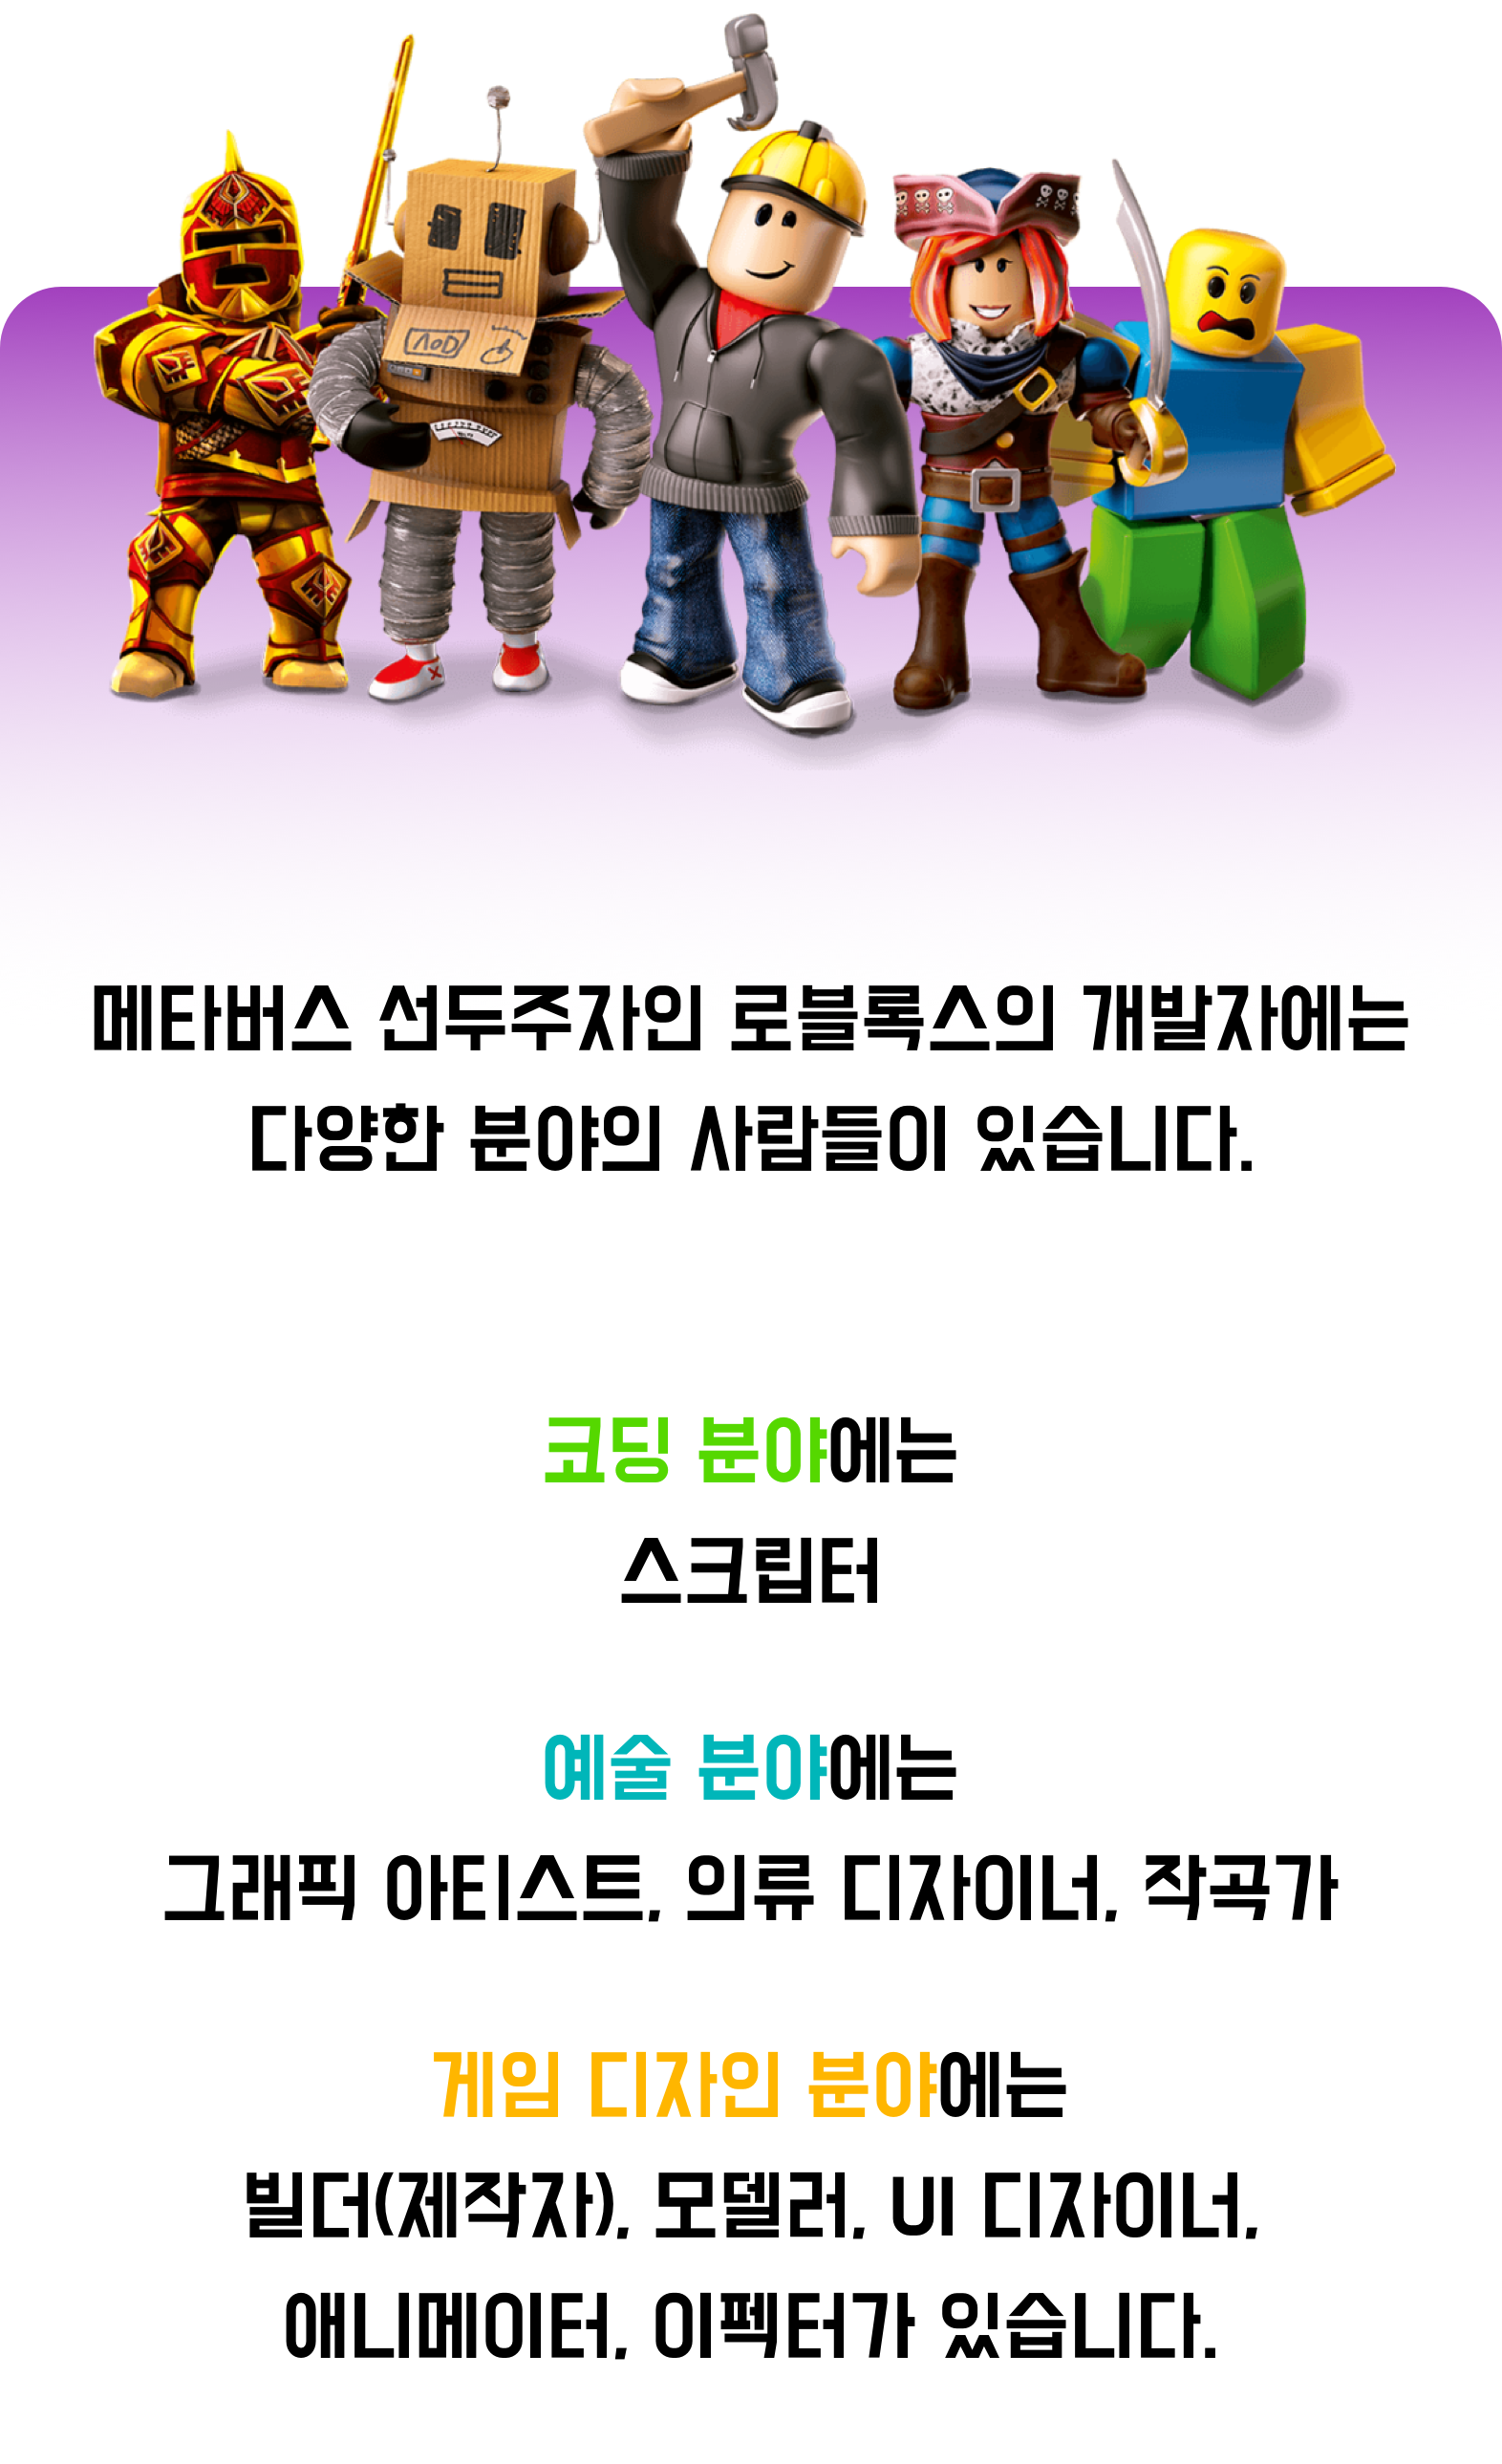 메타버스 선두주자인 로블록스의 개발자에는
다양한 분야의 사람들이 있습니다.
코딩 분야에는
스크립터
예술 분야에는
그래픽 아티스트, 의류 디자이너, 작곡가
게임 디자인 분야에는
빌더(제작자), 모델러, UI 디자이너,
애니메이터, 이펙터가 있습니다.